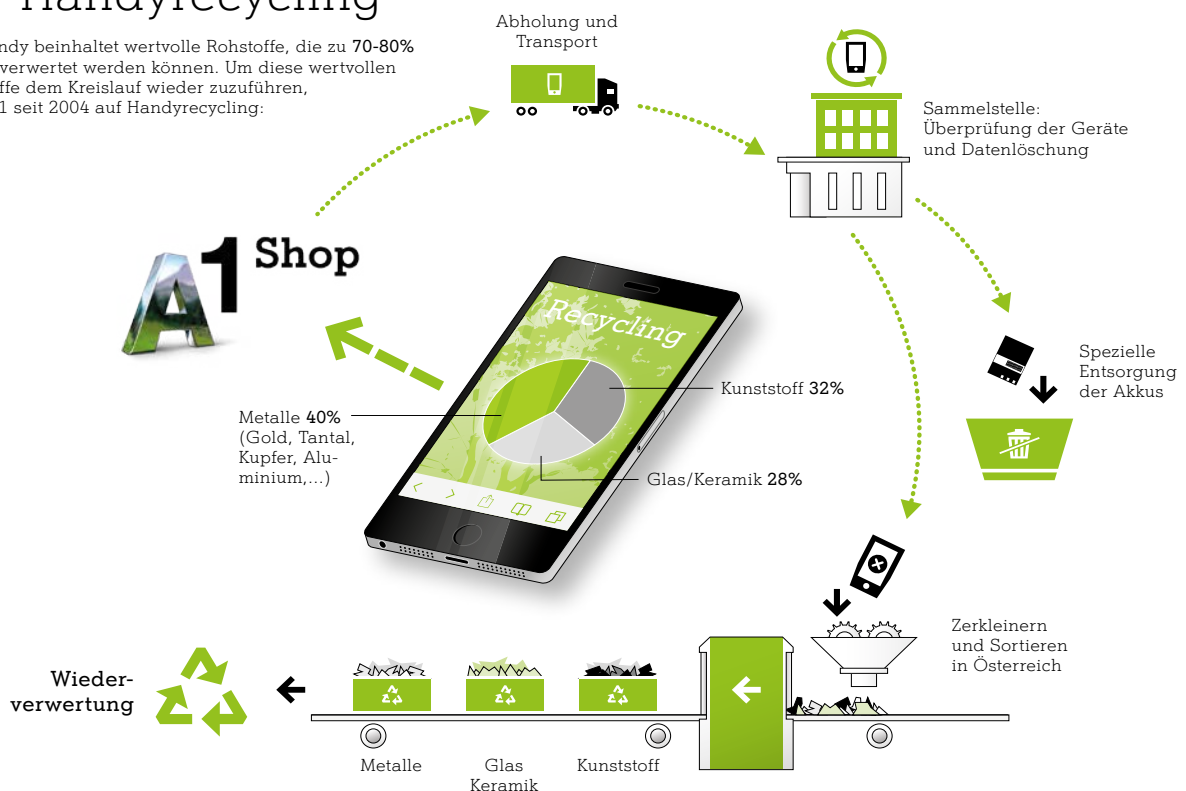 Handyrecycling
ndy beinhaltet wertvolle Rohstoffe, die zu 70-80%
verwertet werden können. Um diese wertvollen
ffe dem Kreislauf wieder zuzuführen,
1 seit 2004 auf Handyrecycling:
Abholung und
Transport
Sammelstelle:
Überprüfung der Geräte
und Datenlöschung
A1 Shop
Recycling
Kunststoff 32%
Metalle 40%
(Gold, Tantal,
Kupfer, Alu-
minium,...)
Glas/Keramik 28%
Spezielle
Entsorgung
der Akkus
Zerkleinern
und Sortieren
in Österreich
Wieder-
verwertung
Metalle
Glas
Keramik
Kunststoff